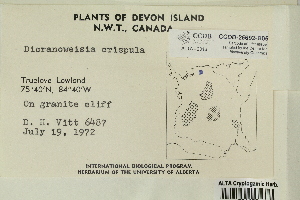 PLANTS OF DEVON ISLAND
N.W.T., CANADA
Dicranoweisia crispula
Truelove Lowland
75°40'N, 84°40'W
On granite cliff
D. H. Vitt 6487
July 19, 1972
INTERNATIONAL BIOLOGICAL PROGRAM
HERBARIUM OF THE UNIVERSITY OF ALBERTA
ALTA Cryptogamic Herb.